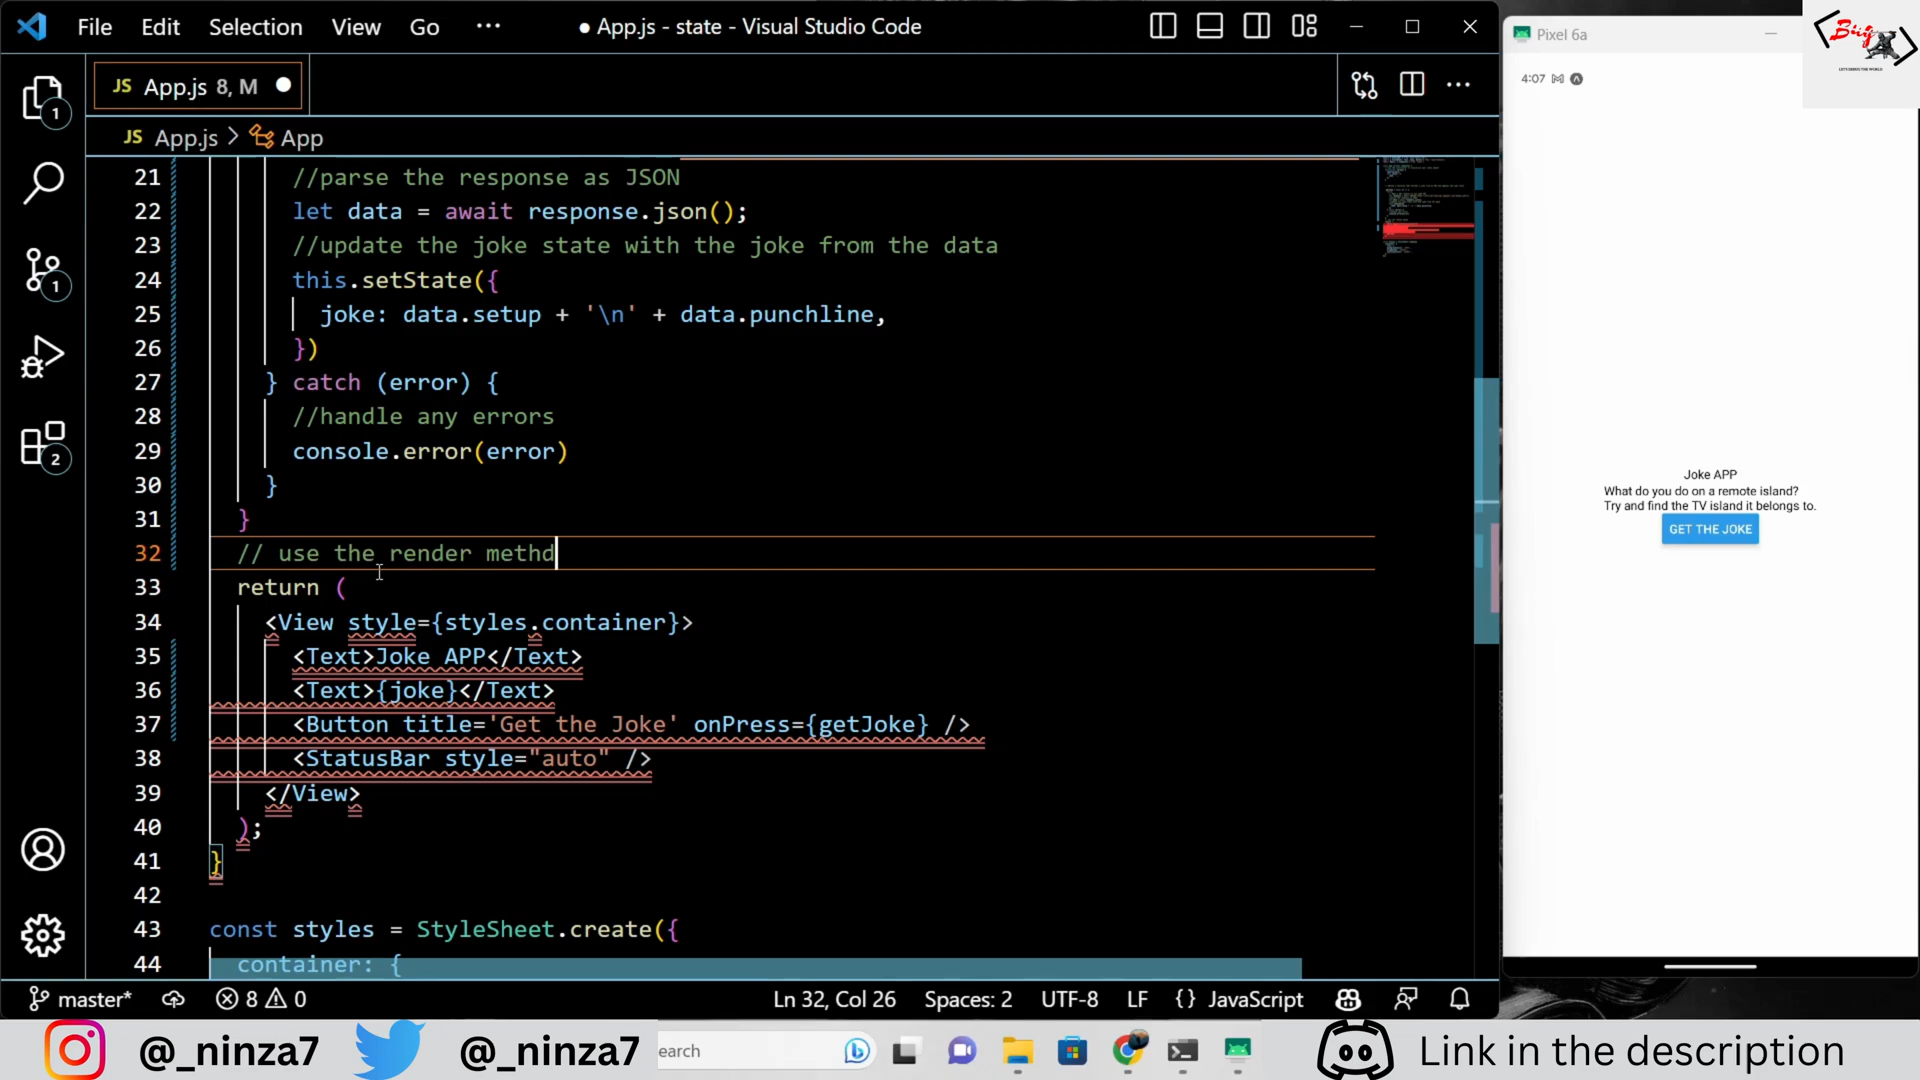 File Edit Selection View Go ··· ● App.js - state - Visual Studio Code
JS App.js 8, M ●
JS App.js > App
21 //parse the response as JSON
22 let data = await response.json();
23 //update the joke state with the joke from the data
24 this.setState({
25 joke: data.setup + '\n' + data.punchline,
26 })
27 } catch (error) {
28 //handle any errors
29 console.error(error)
30 }
31 }
32 // use the render methd
33 return (
34 <View style={styles.container}>
35 <Text>Joke APP</Text>
36 <Text>{joke}</Text>
37 <Button title='Get the Joke' onPress={getJoke} />
38 <StatusBar style="auto" />
39 </View>
40 );
41 }
42
43 const styles = StyleSheet.create({
44 container: {
1
1
2
master* 8 0 Ln 32, Col 26 Spaces: 2 UTF-8 LF {} JavaScript
Pixel 6a
Bug
4:07
Joke APP
What do you do on a remote island?
Try and find the TV island it belongs to.
GET THE JOKE
@_ninza7 @_ninza7 earch Link in the description